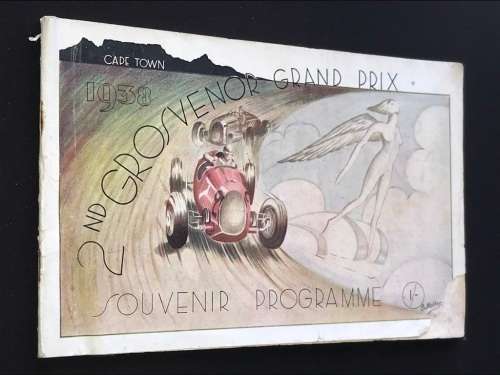 CAPE TOWN
1938
2ND GROSVENOR GRAND PRIX
SOUVENIR PROGRAMME 1/-